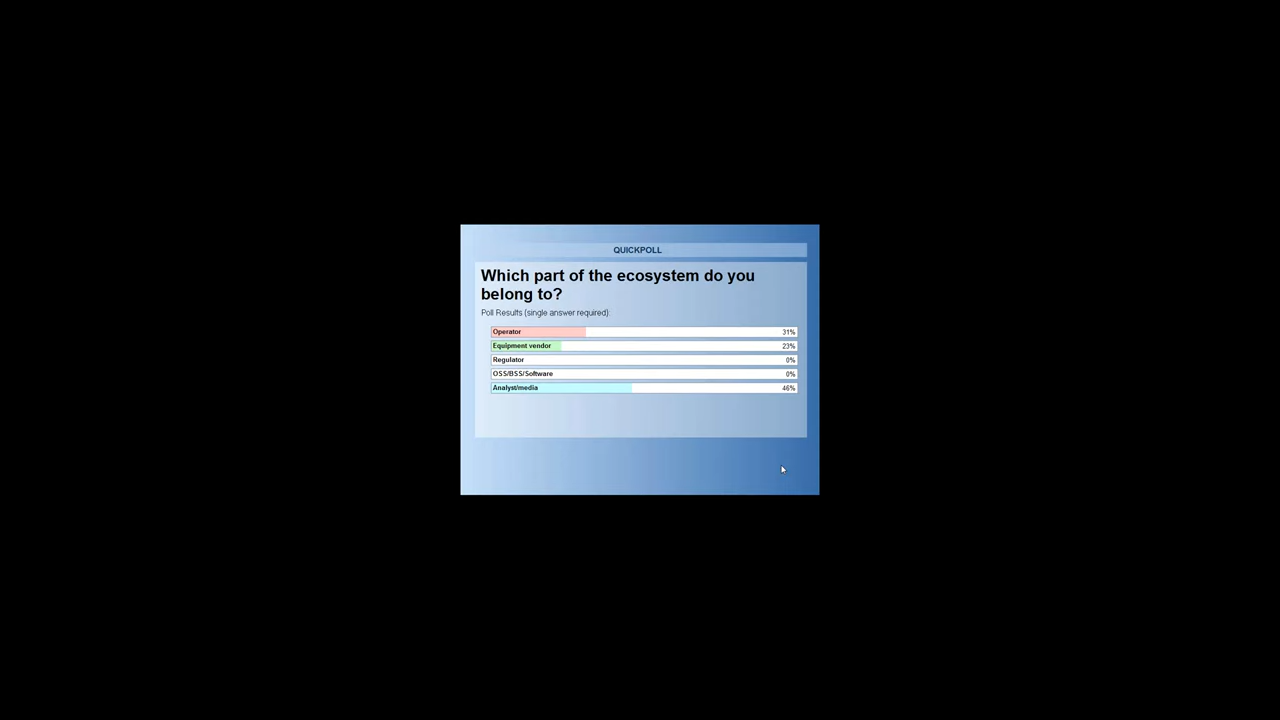 QUICKPOLL
Which part of the ecosystem do you
belong to?
Poll Results (single answer required):
Operator 31%
Equipment vendor 23%
Regulator 0%
OSS/BSS/Software 0%
Analyst/media 46%